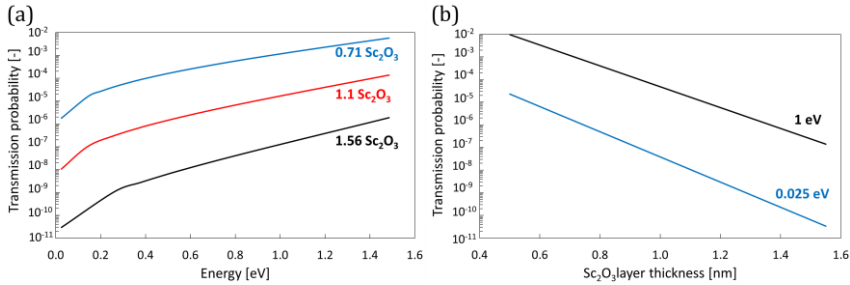 (a)
Transmission probability [-]
10-2
10-3
10-4
10-5
10-6
10-7
10-8
10-9
10-10
10-11
0.71 Sc2O3
1.1 Sc2O3
1.56 Sc2O3
0.0 0.2 0.4 0.6 0.8 1.0 1.2 1.4 1.6
Energy [eV]
(b)
Transmission probability [-]
10-2
10-3
10-4
10-5
10-6
10-7
10-8
10-9
10-10
10-11
1 eV
0.025 eV
0.4 0.6 0.8 1.0 1.2 1.4 1.6
Sc2O3layer thickness [nm]